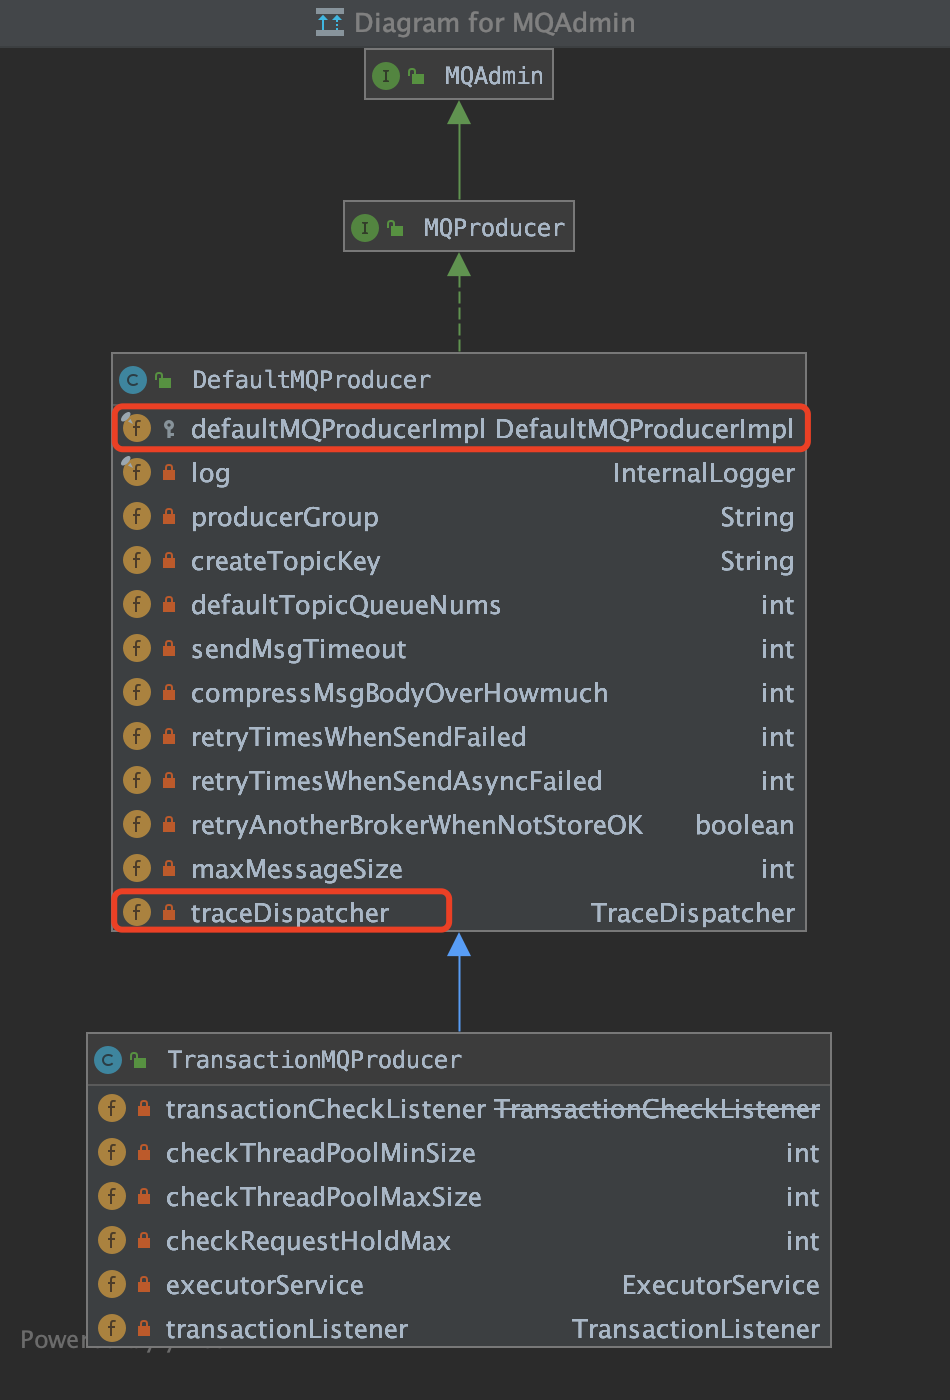 Diagram for MQAdmin
I MQAdmin
I MQProducer
C DefaultMQProducer
f defaultMQProducerImpl DefaultMQProducerImpl
f log InternalLogger
f producerGroup String
f createTopicKey String
f defaultTopicQueueNums int
f sendMsgTimeout int
f compressMsgBodyOverHowmuch int
f retryTimesWhenSendFailed int
f retryTimesWhenSendAsyncFailed int
f retryAnotherBrokerWhenNotStoreOK boolean
f maxMessageSize int
f traceDispatcher TraceDispatcher
C TransactionMQProducer
f transactionCheckListener TransactionCheckListener
f checkThreadPoolMinSize int
f checkThreadPoolMaxSize int
f checkRequestHoldMax int
f executorService ExecutorService
f transactionListener TransactionListener